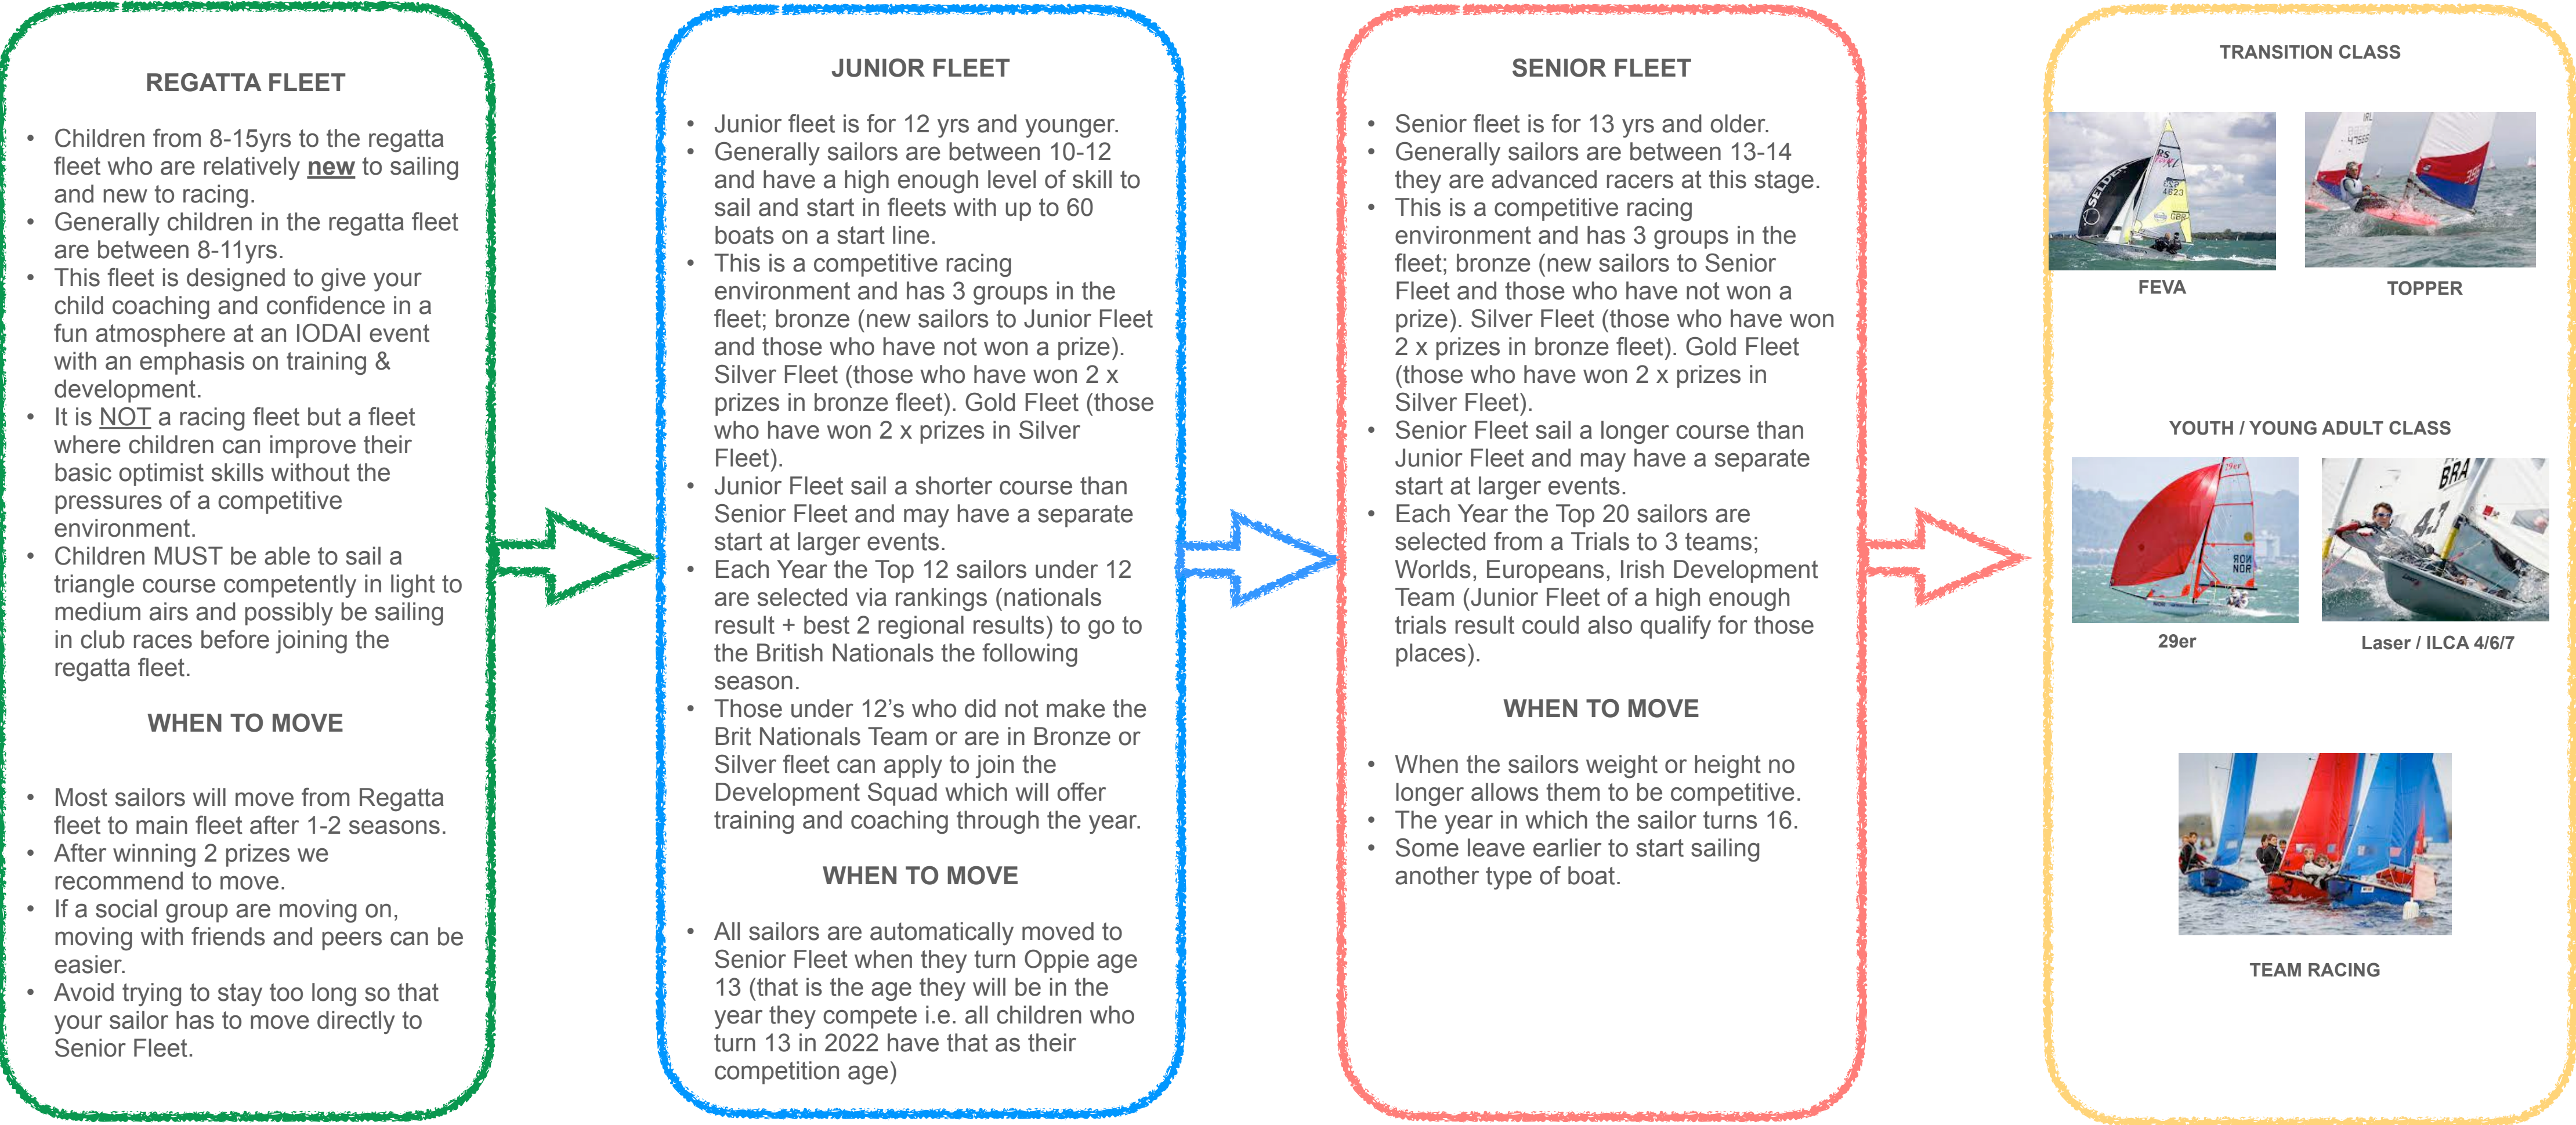 REGATTA FLEET
• Children from 8-15yrs to the regatta
fleet who are relatively new to sailing
and new to racing.
• Generally children in the regatta fleet
are between 8-11yrs.
• This fleet is designed to give your
child coaching and confidence in a
fun atmosphere at an IODAI event
with an emphasis on training &
development.
• It is NOT a racing fleet but a fleet
where children can improve their
basic optimist skills without the
pressures of a competitive
environment.
• Children MUST be able to sail a
triangle course competently in light to
medium airs and possibly be sailing
in club races before joining the
regatta fleet.
WHEN TO MOVE
• Most sailors will move from Regatta
fleet to main fleet after 1-2 seasons.
• After winning 2 prizes we
recommend to move.
• If a social group are moving on,
moving with friends and peers can be
easier.
• Avoid trying to stay too long so that
your sailor has to move directly to
Senior Fleet.
JUNIOR FLEET
• Junior fleet is for 12 yrs and younger.
• Generally sailors are between 10-12
and have a high enough level of skill to
sail and start in fleets with up to 60
boats on a start line.
• This is a competitive racing
environment and has 3 groups in the
fleet; bronze (new sailors to Junior Fleet
and those who have not won a prize).
Silver Fleet (those who have won 2 x
prizes in bronze fleet). Gold Fleet (those
who have won 2 x prizes in Silver
Fleet).
• Junior Fleet sail a shorter course than
Senior Fleet and may have a separate
start at larger events.
• Each Year the Top 12 sailors under 12
are selected via rankings (nationals
result + best 2 regional results) to go to
the British Nationals the following
season.
• Those under 12’s who did not make the
Brit Nationals Team or are in Bronze or
Silver fleet can apply to join the
Development Squad which will offer
training and coaching through the year.
WHEN TO MOVE
• All sailors are automatically moved to
Senior Fleet when they turn Oppie age
13 (that is the age they will be in the
year they compete i.e. all children who
turn 13 in 2022 have that as their
competition age)
SENIOR FLEET
• Senior fleet is for 13 yrs and older.
• Generally sailors are between 13-14
they are advanced racers at this stage.
• This is a competitive racing
environment and has 3 groups in the
fleet; bronze (new sailors to Senior
Fleet and those who have not won a
prize). Silver Fleet (those who have won
2 x prizes in bronze fleet). Gold Fleet
(those who have won 2 x prizes in
Silver Fleet).
• Senior Fleet sail a longer course than
Junior Fleet and may have a separate
start at larger events.
• Each Year the Top 20 sailors are
selected from a Trials to 3 teams;
Worlds, Europeans, Irish Development
Team (Junior Fleet of a high enough
trials result could also qualify for those
places).
WHEN TO MOVE
• When the sailors weight or height no
longer allows them to be competitive.
• The year in which the sailor turns 16.
• Some leave earlier to start sailing
another type of boat.
TRANSITION CLASS
RS
SELDEN
4623
GBR
FEVA
IRL
TOPPER
YOUTH / YOUNG ADULT CLASS
29er
NOR
29er
BRA
4.7
Laser / ILCA 4/6/7
TEAM RACING